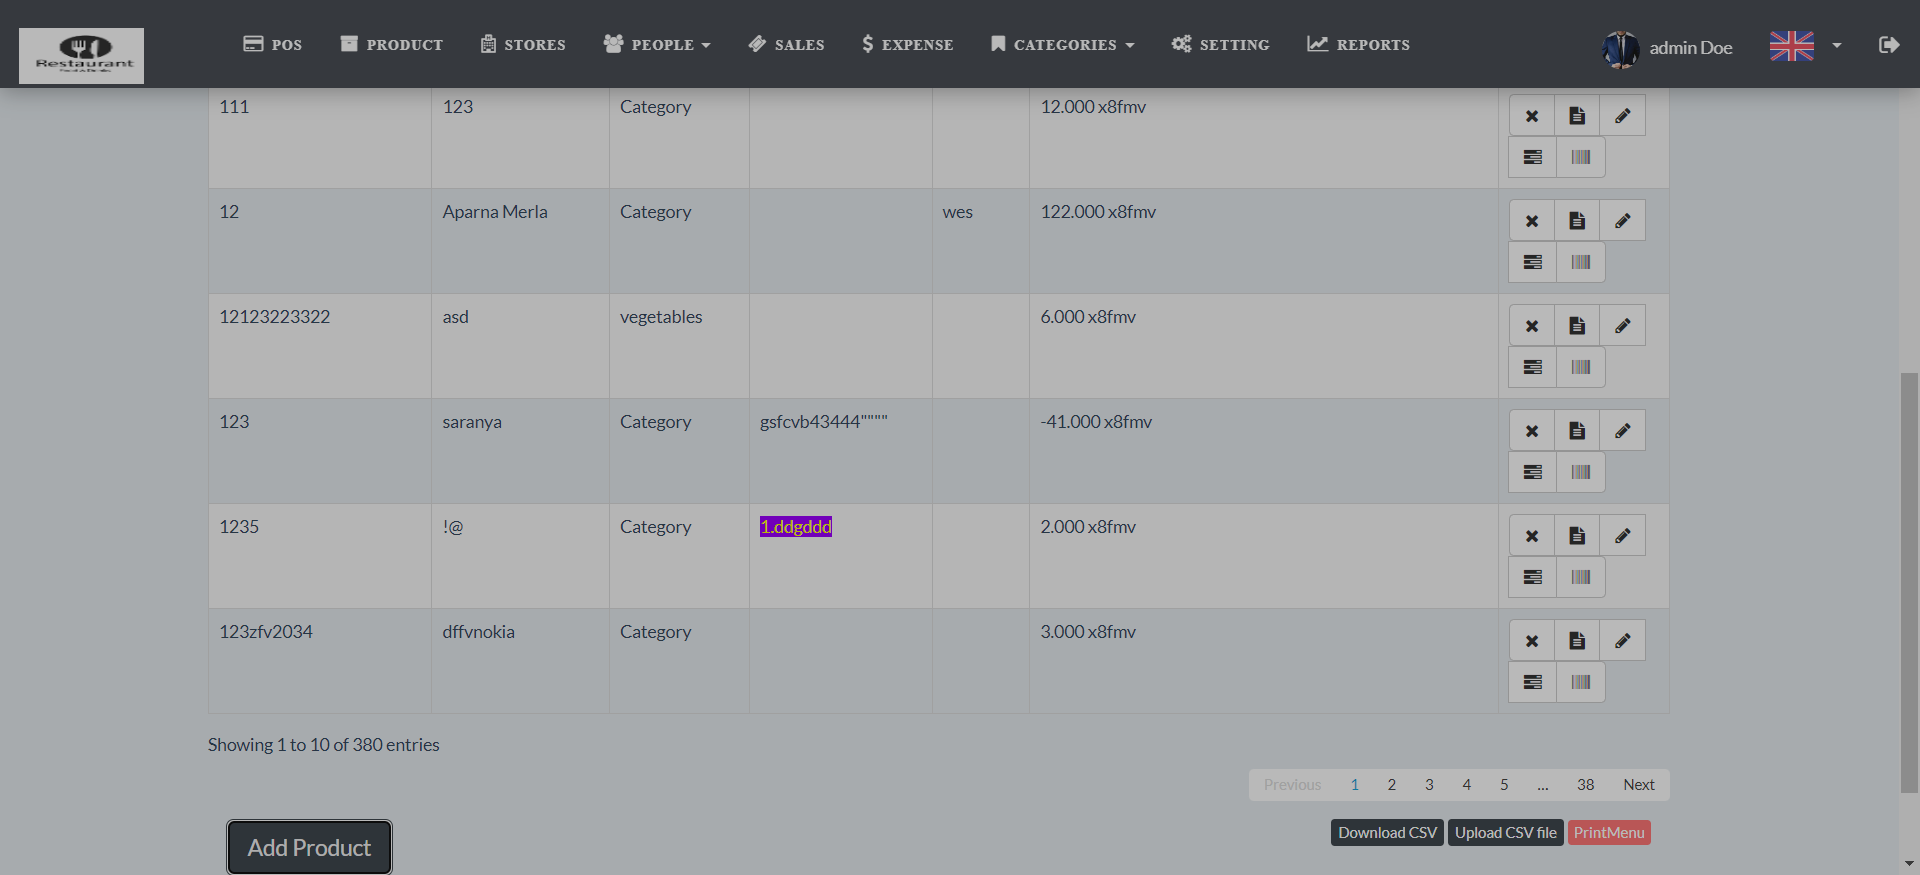 Restaurant
POS PRODUCT STORES PEOPLE SALES EXPENSE CATEGORIES SETTING REPORTS admin Doe
111 123 Category 12.000 x8fmv
12 Aparna Merla Category wes 122.000 x8fmv
12123223322 asd vegetables 6.000 x8fmv
123 saranya Category gsfcvb43444"""" -41.000 x8fmv
1235 !@ Category 1.ddgddd 2.000 x8fmv
123zfv2034 dffvnokia Category 3.000 x8fmv
Showing 1 to 10 of 380 entries
Previous 1 2 3 4 5 ... 38 Next
Download CSV Upload CSV file PrintMenu
Add Product